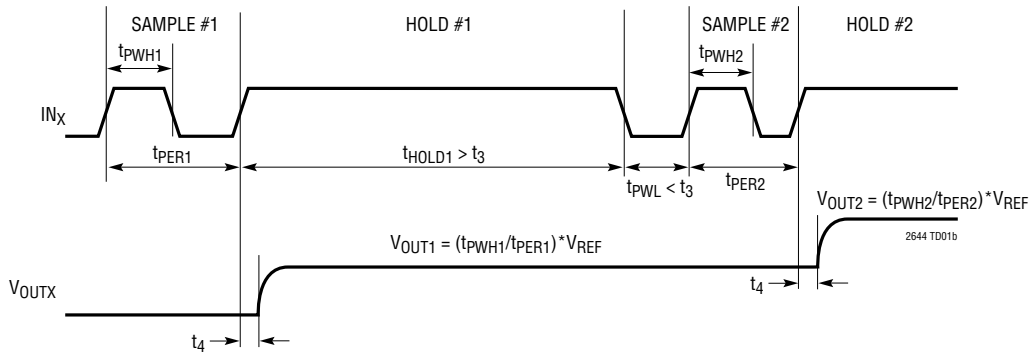 SAMPLE #1
HOLD #1
SAMPLE #2
HOLD #2
tPWH1
tPWH2
INX
tPER1
tHOLD1 > t3
tPWL < t3
tPER2
VOUT2 = (tPWH2/tPER2)*VREF
2644 TD01b
VOUT1 = (tPWH1/tPER1)*VREF
VOUTX
t4
t4